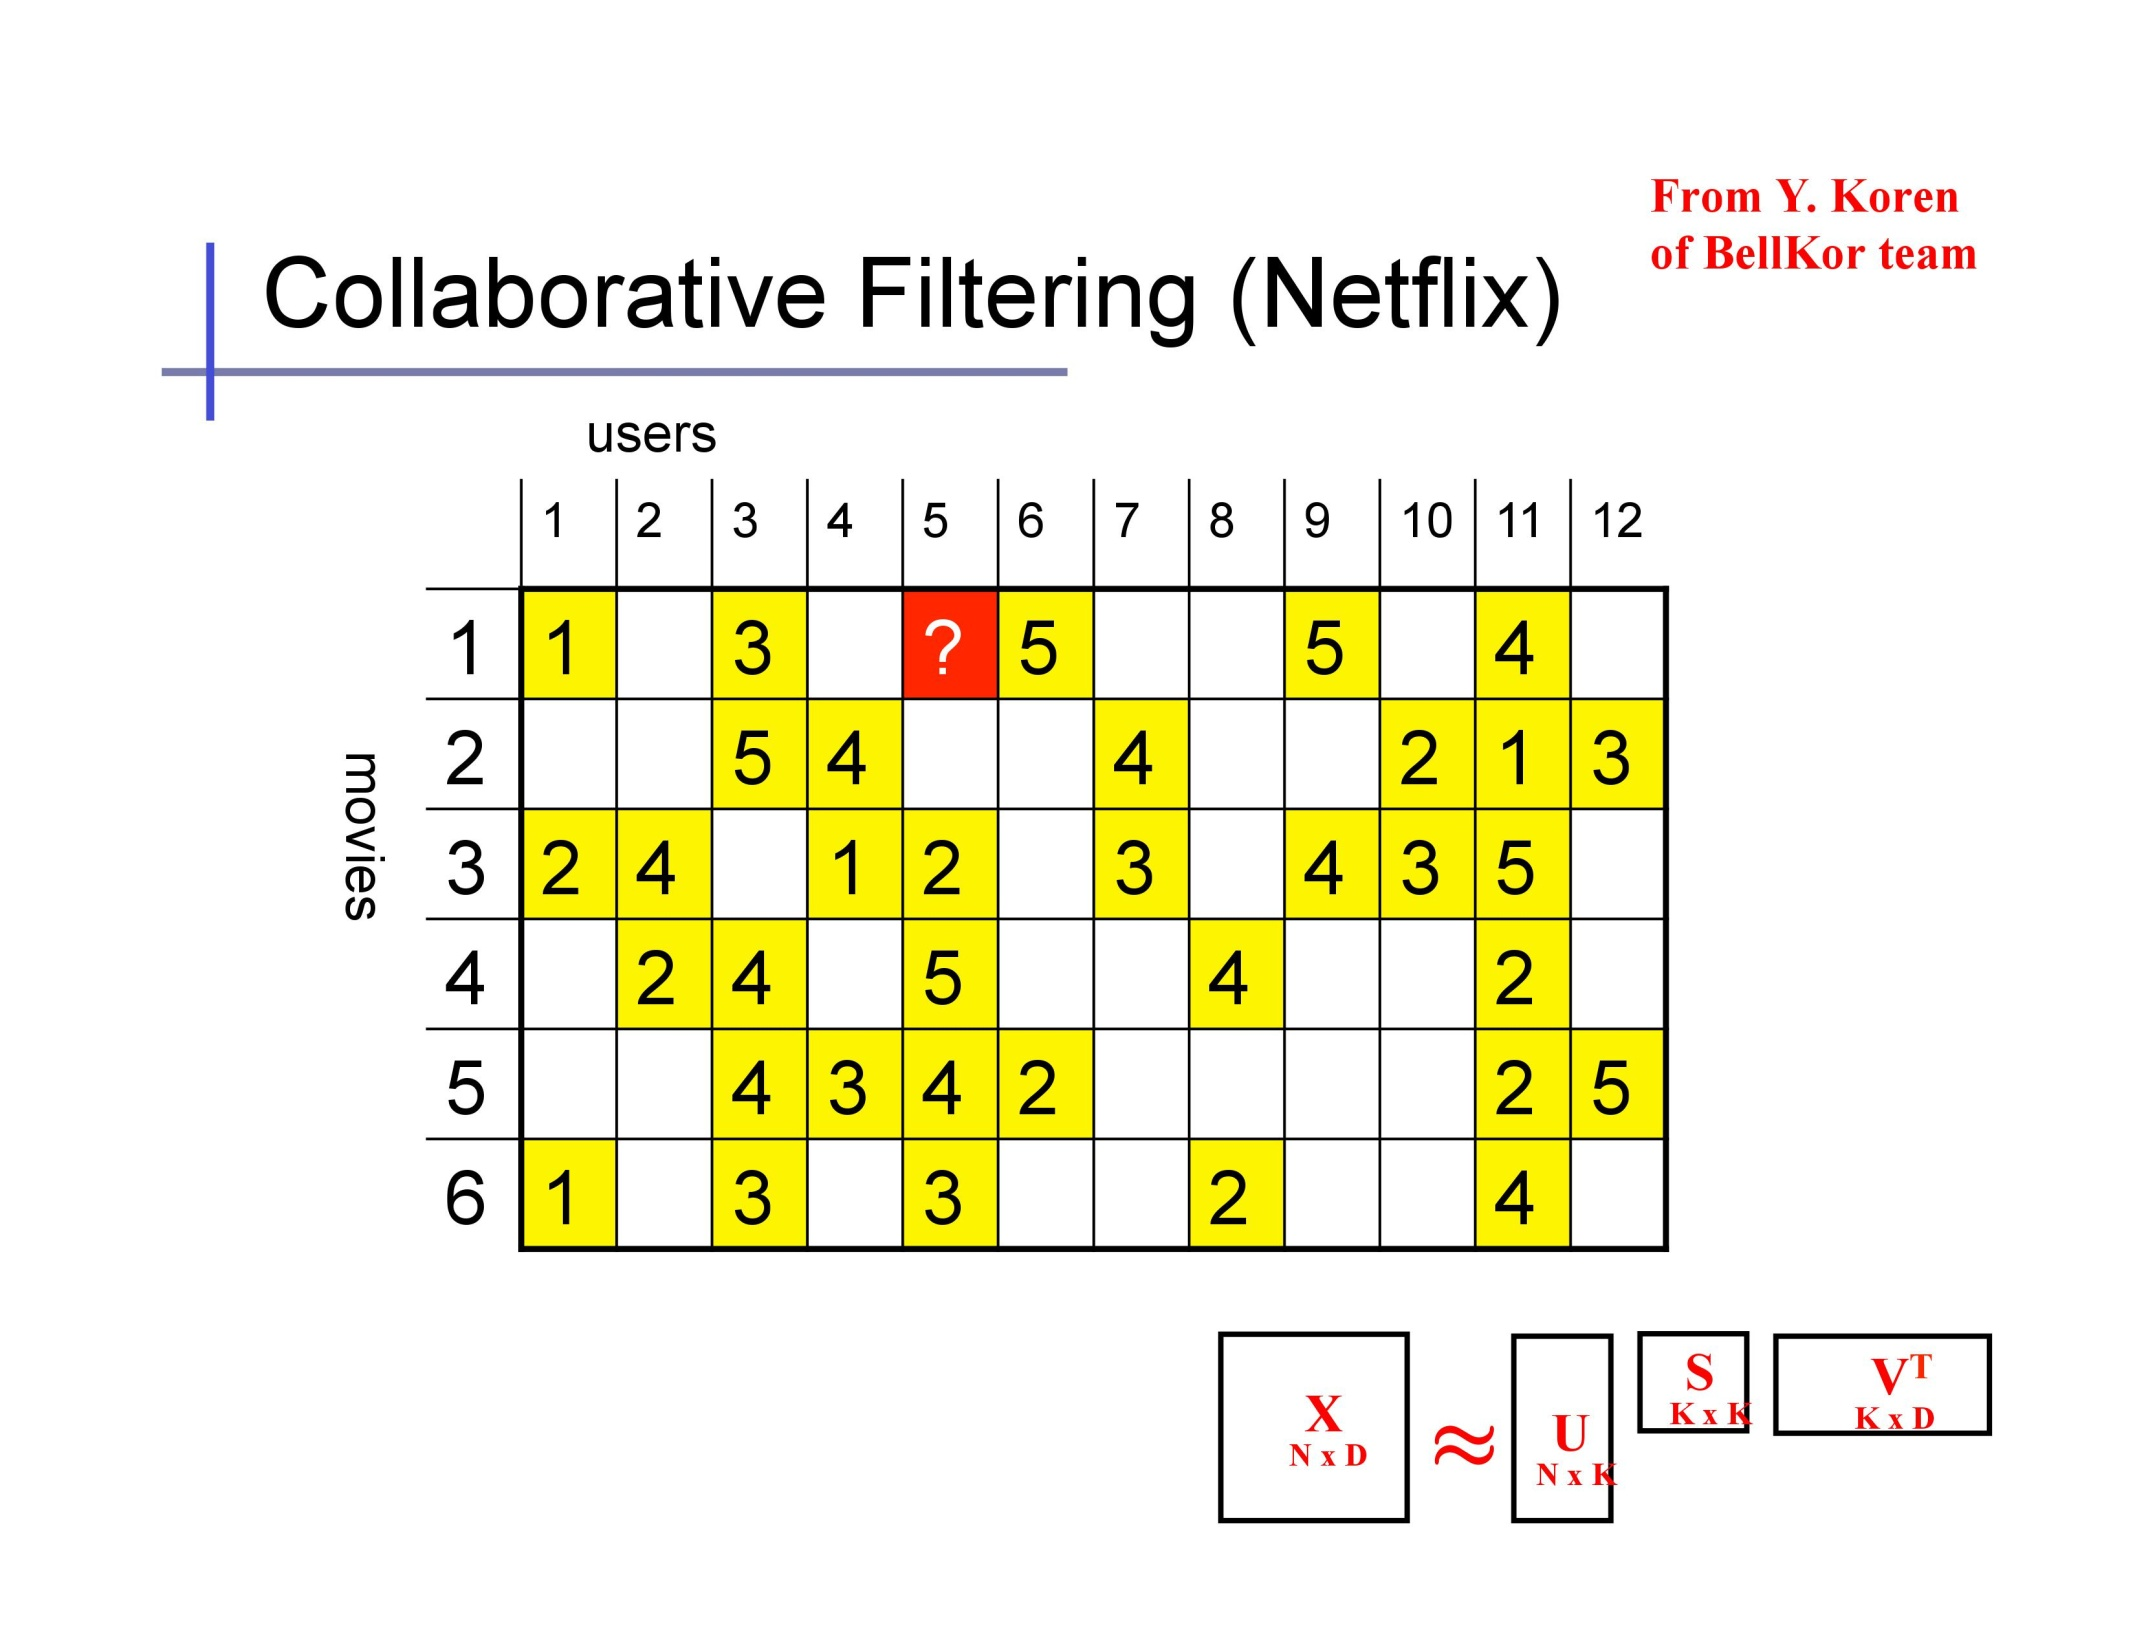 From Y. Koren
of BellKor team
Collaborative Filtering (Netflix)
users
1 2 3 4 5 6 7 8 9 10 11 12
movies
1 1 3 ? 5 5 4
2 5 4 4 2 1 3
3 2 4 1 2 3 4 3 5
4 2 4 5 4 2
5 4 3 4 2 2 5
6 1 3 3 2 4
X
N x D
≈
U
N x K
S
K x K
V^T
K x D